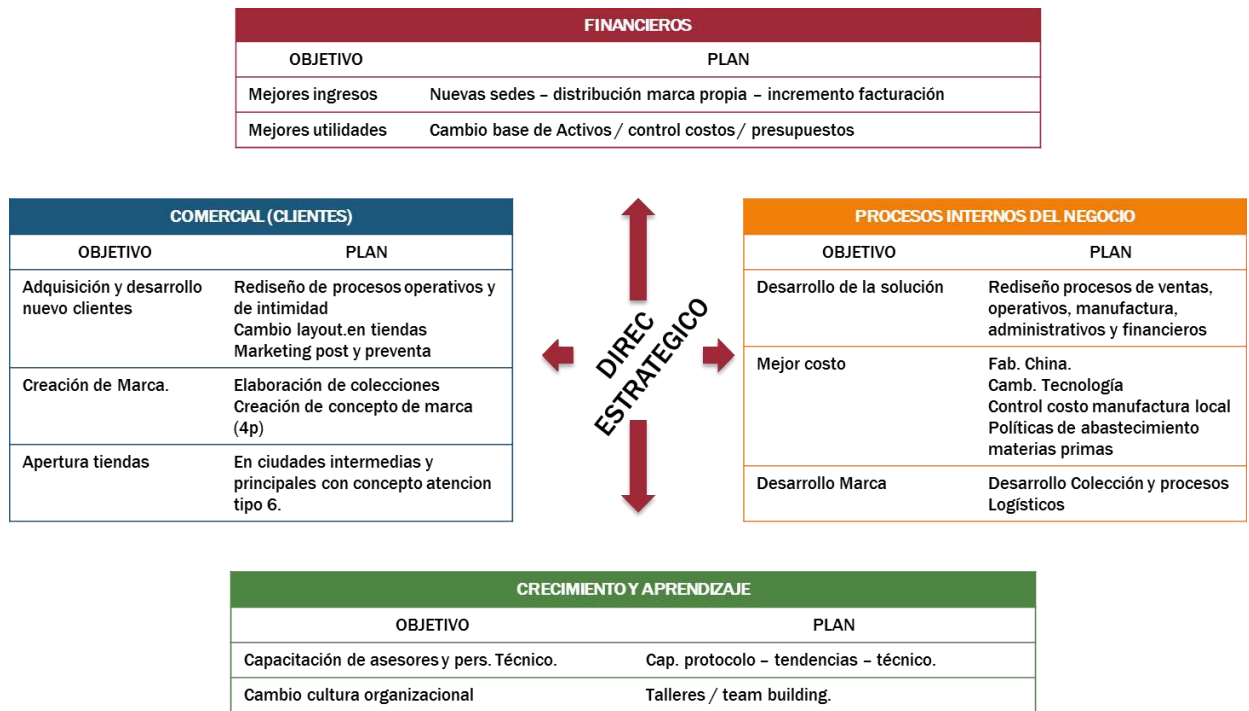 FINANCIEROS
OBJETIVO PLAN
Mejores ingresos Nuevas sedes – distribución marca propia – incremento facturación
Mejores utilidades Cambio base de Activos / control costos / presupuestos
COMERCIAL (CLIENTES)
OBJETIVO PLAN
Adquisición y desarrollo Rediseño de procesos operativos y
nuevo clientes de intimidad
Cambio layout.en tiendas
Marketing post y preventa
Creación de Marca. Elaboración de colecciones
Creación de concepto de marca
(4p)
Apertura tiendas En ciudades intermedias y
principales con concepto atencion
tipo 6.
DIREC
ESTRATEGICO
PROCESOS INTERNOS DEL NEGOCIO
OBJETIVO PLAN
Desarrollo de la solución Rediseño procesos de ventas,
operativos, manufactura,
administrativos y financieros
Mejor costo Fab. China.
Camb. Tecnología
Control costo manufactura local
Políticas de abastecimiento
materias primas
Desarrollo Marca Desarrollo Colección y procesos
Logísticos
CRECIMIENTO Y APRENDIZAJE
OBJETIVO PLAN
Capacitación de asesores y pers. Técnico. Cap. protocolo – tendencias – técnico.
Cambio cultura organizacional Talleres / team building.